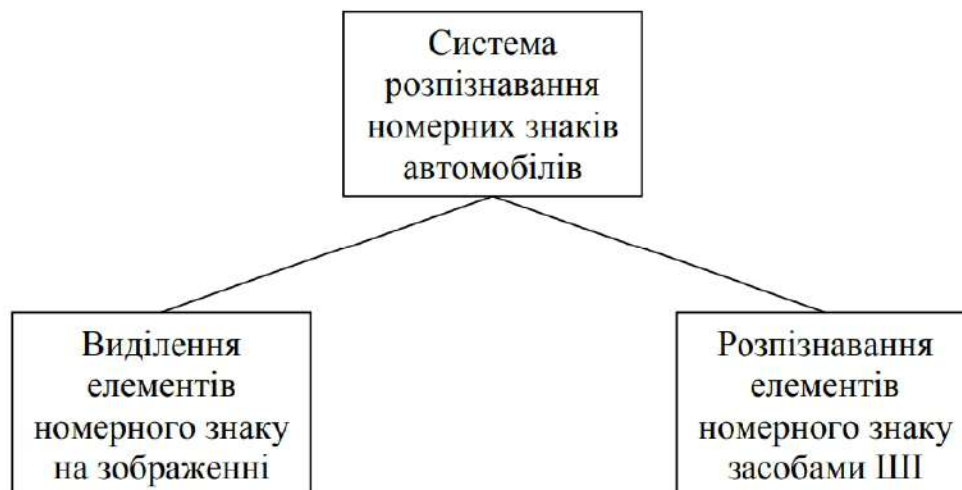 Система
розпізнавання
номерних знаків
автомобілів
Виділення
елементів
номерного знаку
на зображенні
Розпізнавання
елементів
номерного знаку
засобами ШІ